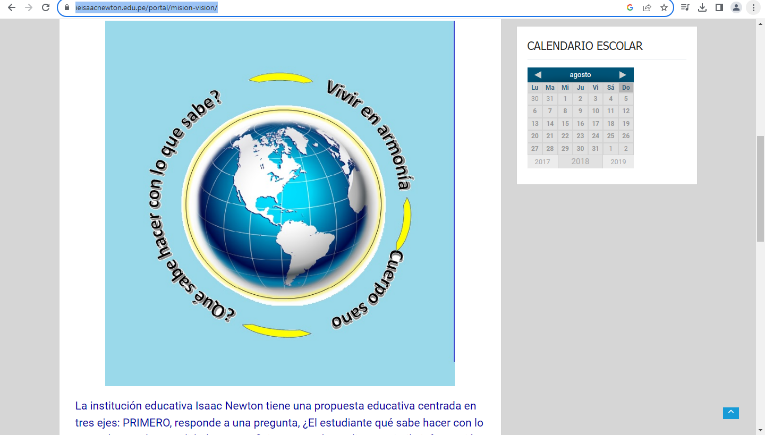 ieisaacnewton.edu.pe/portal/mision-vision/
¿Qué sabe hacer con lo que sabe?
Vivir en armonía
Cuerpo sano
La institución educativa Isaac Newton tiene una propuesta educativa centrada en
tres ejes: PRIMERO, responde a una pregunta, ¿El estudiante qué sabe hacer con lo
CALENDARIO ESCOLAR
agosto
Lu Ma Mi Ju Vi Sá Do
30 31 1 2 3 4 5
6 7 8 9 10 11 12
13 14 15 16 17 18 19
20 21 22 23 24 25 26
27 28 29 30 31 1 2
2017 2018 2019